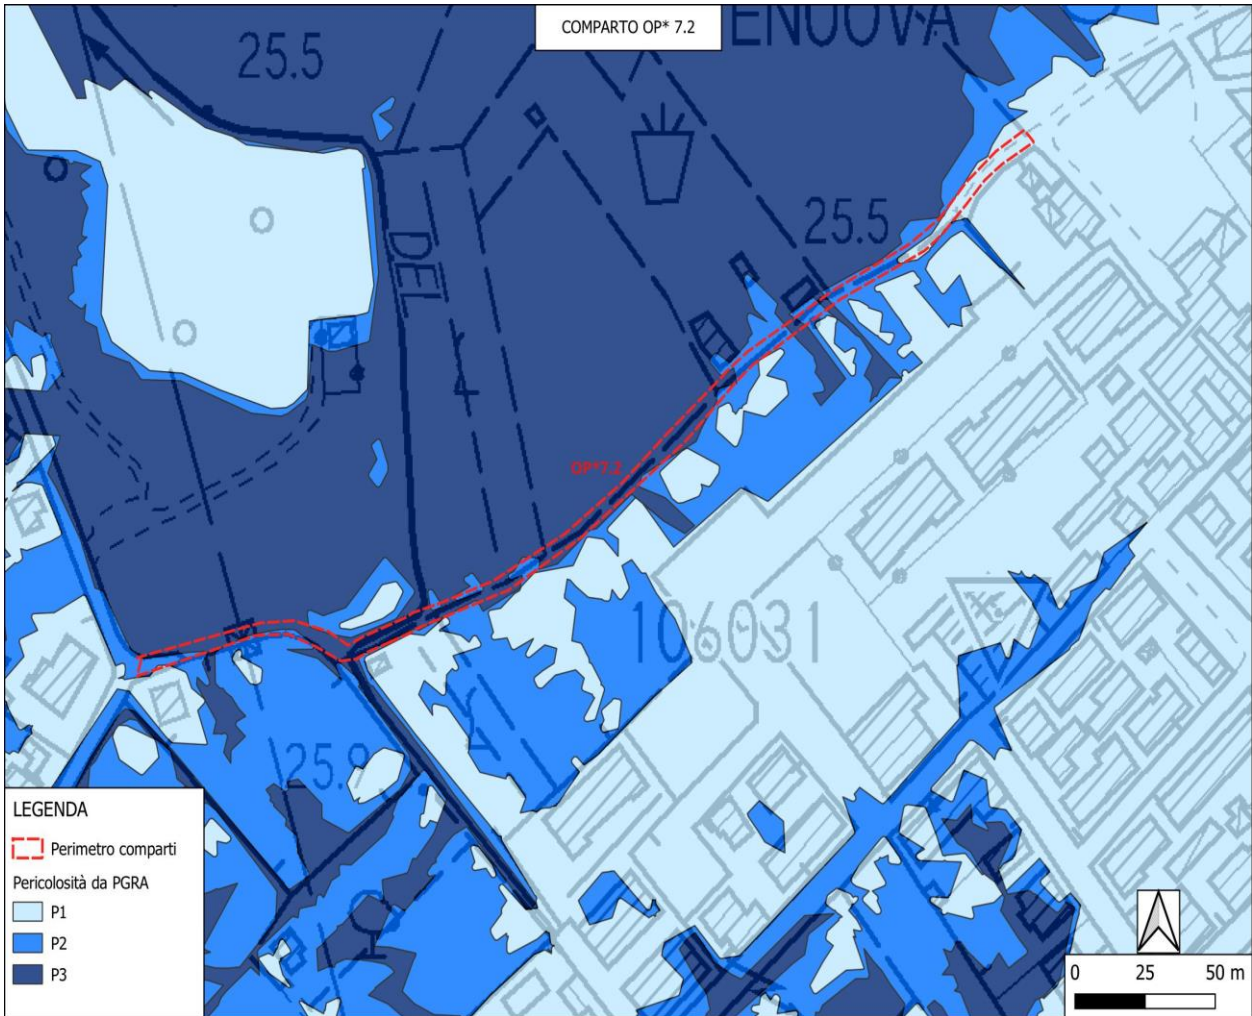 COMPARTO OP* 7.2
ENUOVA
25.5
25.5
DEL
OP*7.2
106031
25.9
LEGENDA
Perimetro comparti
Pericolosità da PGRA
P1
P2
P3
0 25 50 m